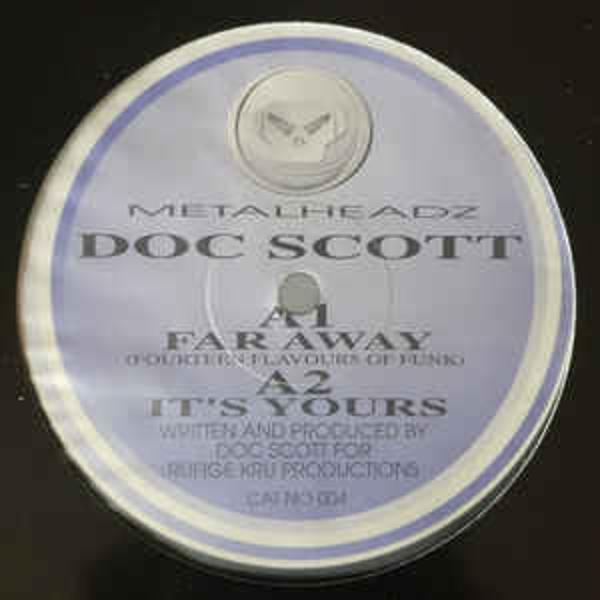 METALHEADZ
DOC SCOTT
A1
FAR AWAY
(FOURTEEN FLAVOURS OF FUNK)
A2
IT'S YOURS
WRITTEN AND PRODUCED BY
DOC SCOTT FOR
RUFIGE KRU PRODUCTIONS
CAT NO 004